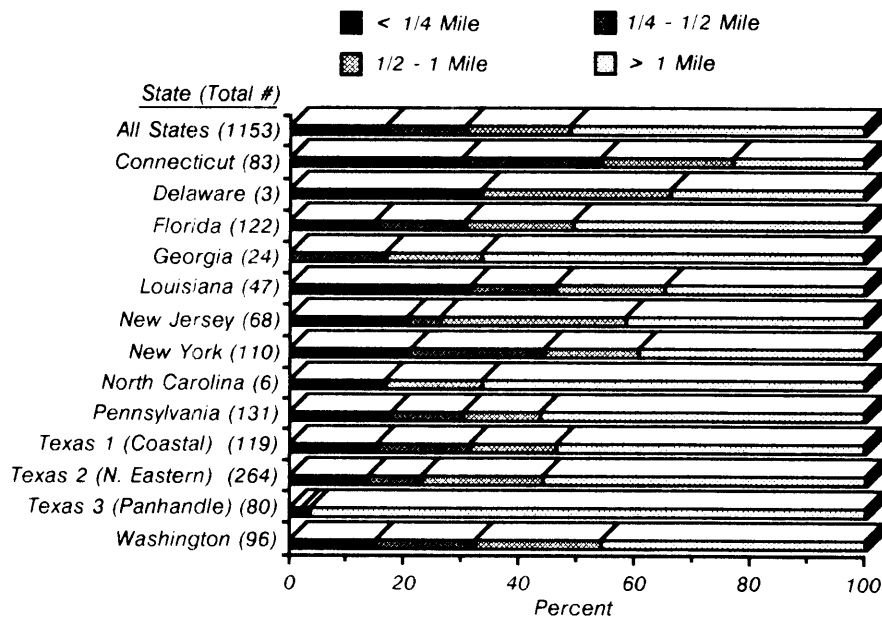 < 1/4 Mile
1/4 - 1/2 Mile
1/2 - 1 Mile
> 1 Mile
State (Total #)
All States (1153)
Connecticut (83)
Delaware (3)
Florida (122)
Georgia (24)
Louisiana (47)
New Jersey (68)
New York (110)
North Carolina (6)
Pennsylvania (131)
Texas 1 (Coastal) (119)
Texas 2 (N. Eastern) (264)
Texas 3 (Panhandle) (80)
Washington (96)
0 20 40 60 80 100
Percent